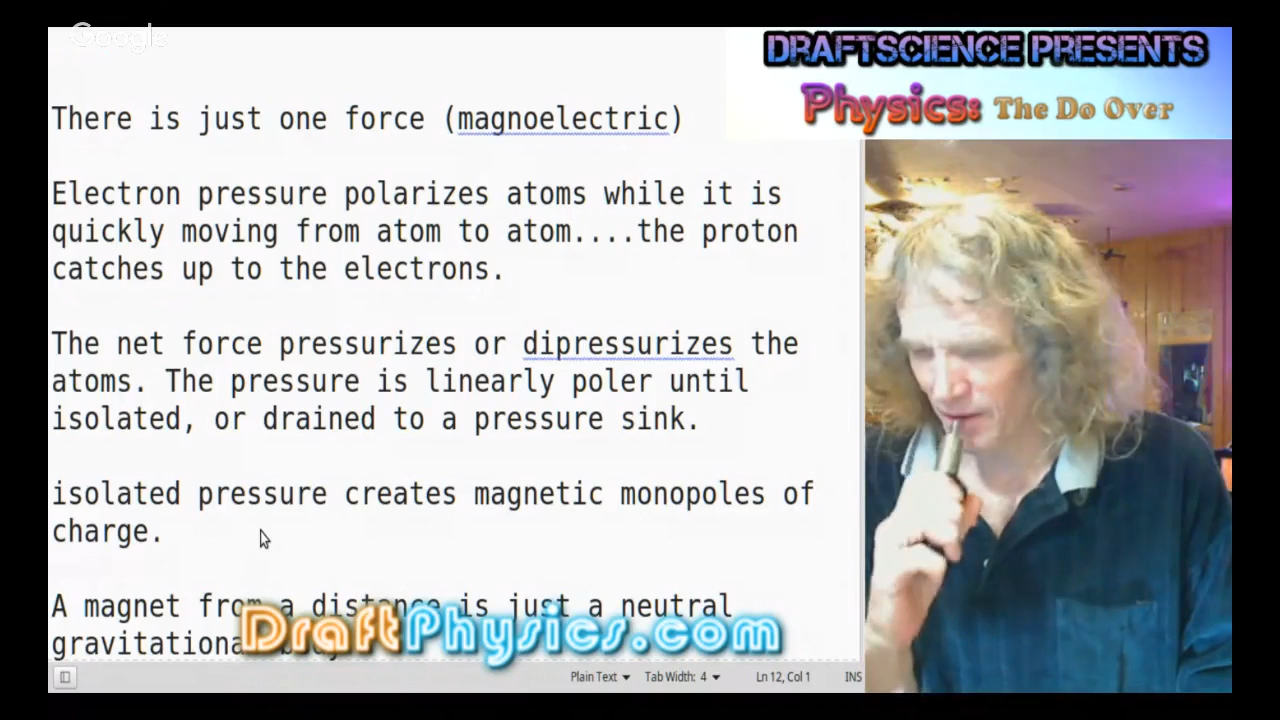 Google
DRAFTSCIENCE PRESENTS
Physics: The Do Over
There is just one force (magnoelectric)
Electron pressure polarizes atoms while it is
quickly moving from atom to atom....the proton
catches up to the electrons.
The net force pressurizes or dipressurizes the
atoms. The pressure is linearly poler until
isolated, or drained to a pressure sink.
isolated pressure creates magnetic monopoles of
charge.
A magnet from a distance is just a neutral
gravitational body
DraftPhysics.com
Plain Text Tab Width: 4 Ln 12, Col 1 INS